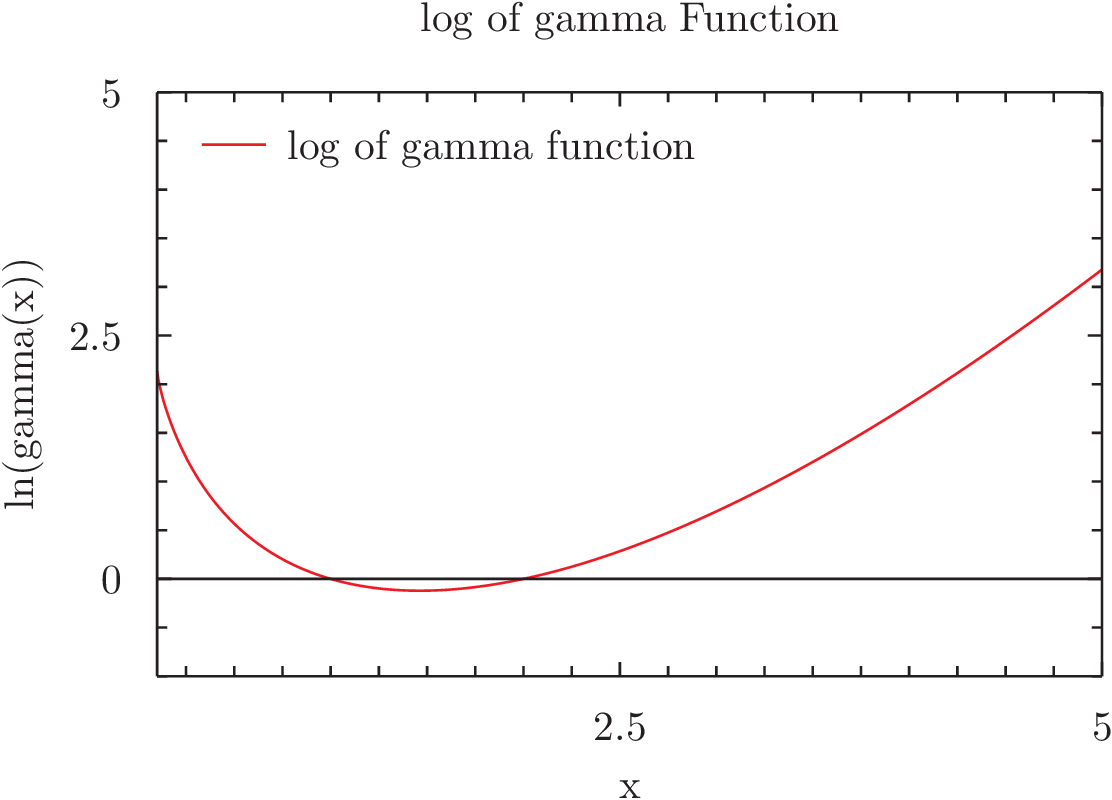 log of gamma Function
5
log of gamma function
ln(gamma(x))
2.5
0
2.5
5
x